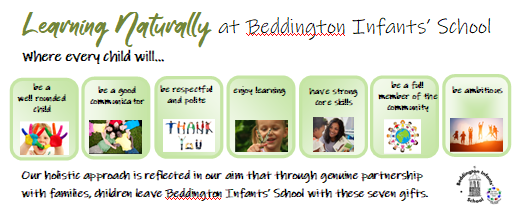 Learning Naturally at Beddington Infants' School
Where every child will...
be a
well rounded
child
be a good
communicator
be respectful
and polite
THANK
YOU
enjoy learning
have strong
core skills
be a full
member of the
community
be ambitious
Our holistic approach is reflected in our aim that through genuine partnership
with families, children leave Beddington Infants' School with these seven gifts.
Beddington Infants'
School